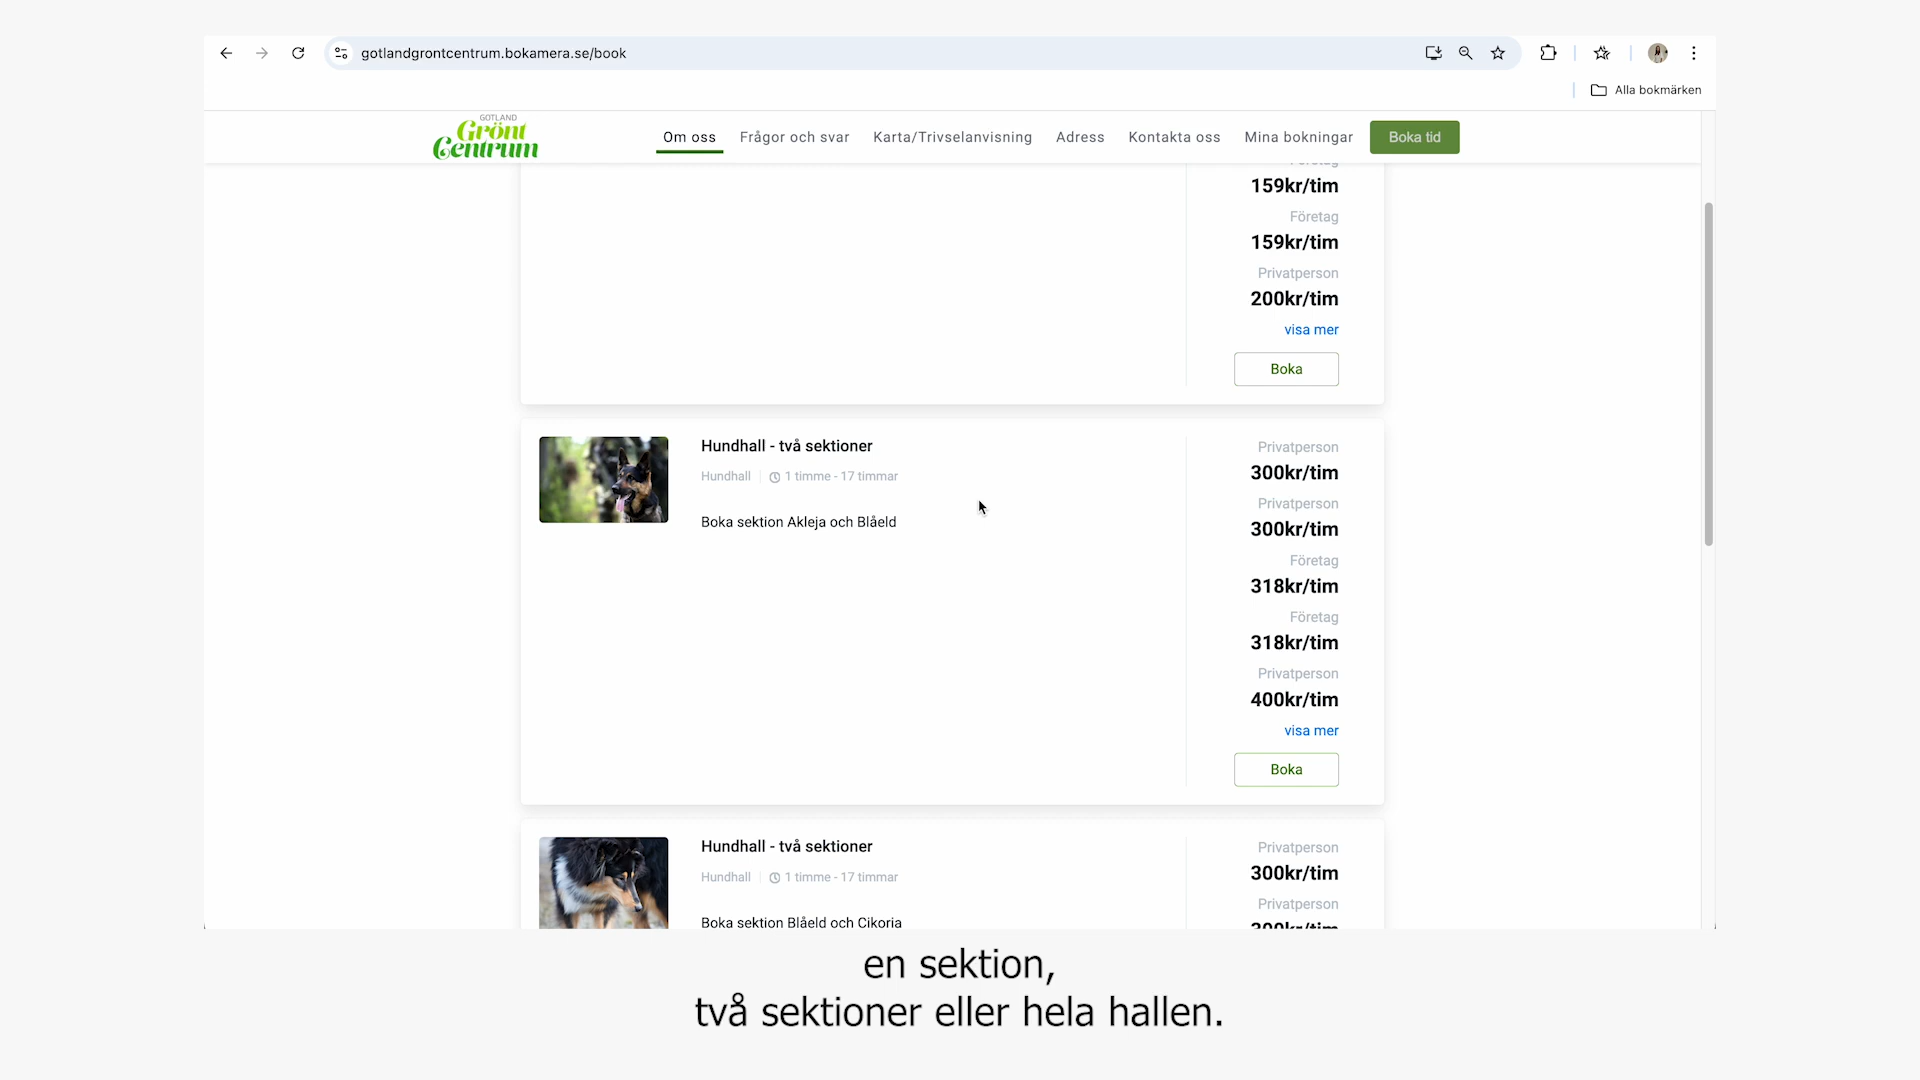 gotlandgrontcentrum.bokamera.se/book
Alla bokmärken
GOTLAND
Grönt
Centrum
Om oss
Frågor och svar
Karta/Trivselanvisning
Adress
Kontakta oss
Mina bokningar
Boka tid
Företag
159kr/tim
Företag
159kr/tim
Privatperson
200kr/tim
visa mer
Boka
Hundhall - två sektioner
Hundhall
1 timme - 17 timmar
Boka sektion Akleja och Blåeld
Privatperson
300kr/tim
Privatperson
300kr/tim
Företag
318kr/tim
Företag
318kr/tim
Privatperson
400kr/tim
visa mer
Boka
Hundhall - två sektioner
Hundhall
1 timme - 17 timmar
Boka sektion Blåeld och Cikoria
Privatperson
300kr/tim
Privatperson
300kr/tim
en sektion,
två sektioner eller hela hallen.